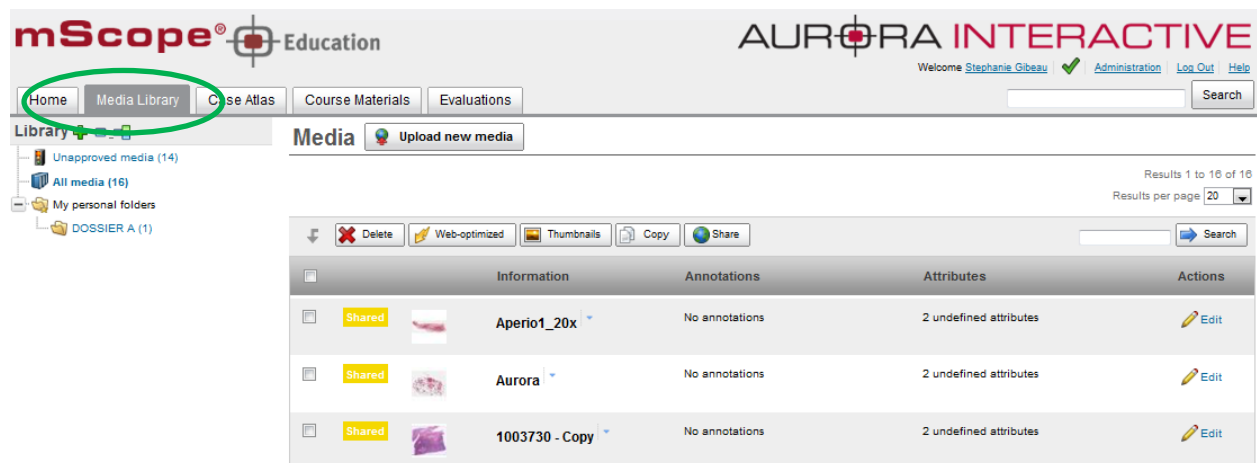 mScope® Education
AURORA INTERACTIVE
Welcome Stephanie Gibeau Administration Log Out Help
Home Media Library Case Atlas Course Materials Evaluations Search
Library
Unapproved media (14)
All media (16)
My personal folders
DOSSIER A (1)
Media Upload new media
Results 1 to 16 of 16
Results per page 20
Delete Web-optimized Thumbnails Copy Share Search
Information Annotations Attributes Actions
Shared Aperio1_20x No annotations 2 undefined attributes Edit
Shared Aurora No annotations 2 undefined attributes Edit
Shared 1003730 - Copy No annotations 2 undefined attributes Edit